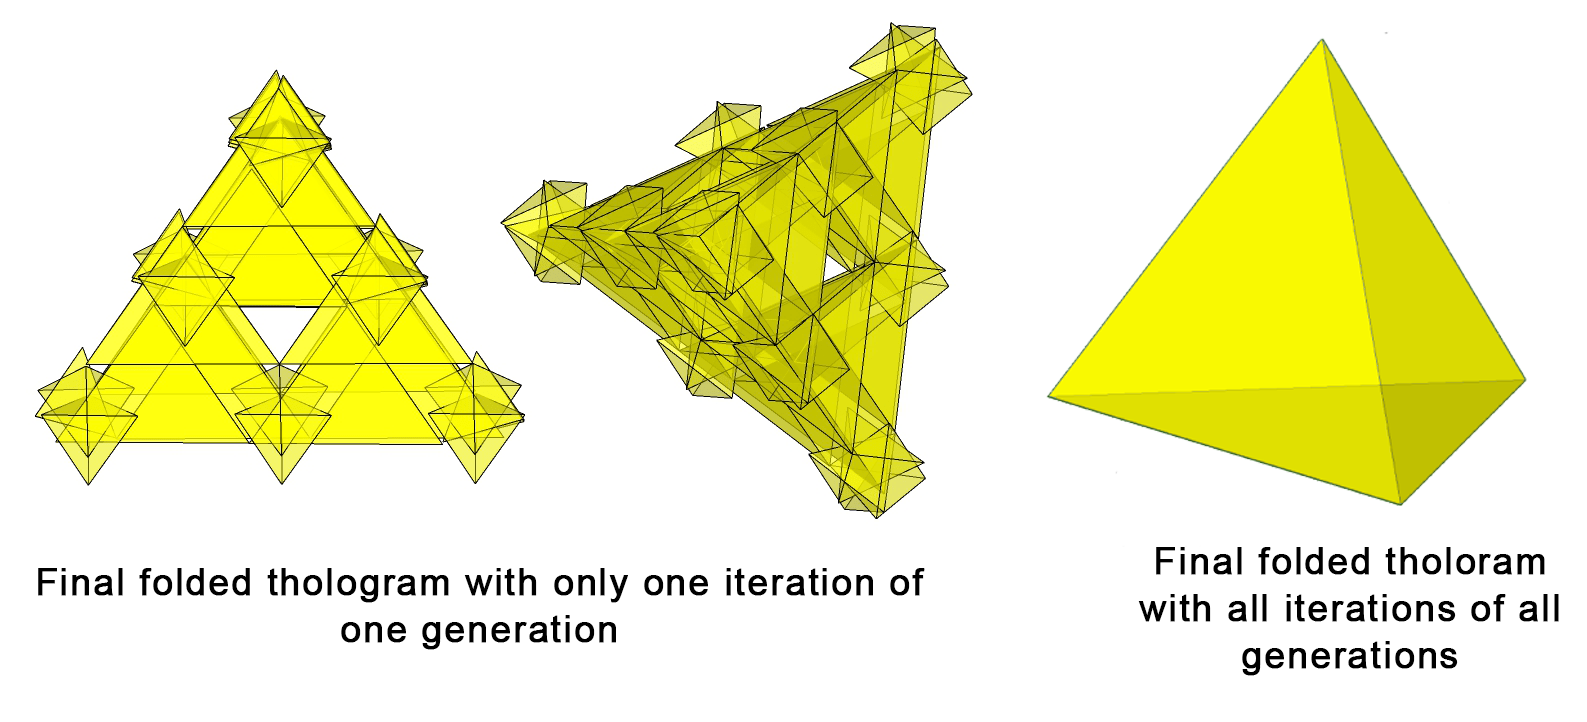 Final folded thologram with only one iteration of
one generation
Final folded tholoram
with all iterations of all
generations